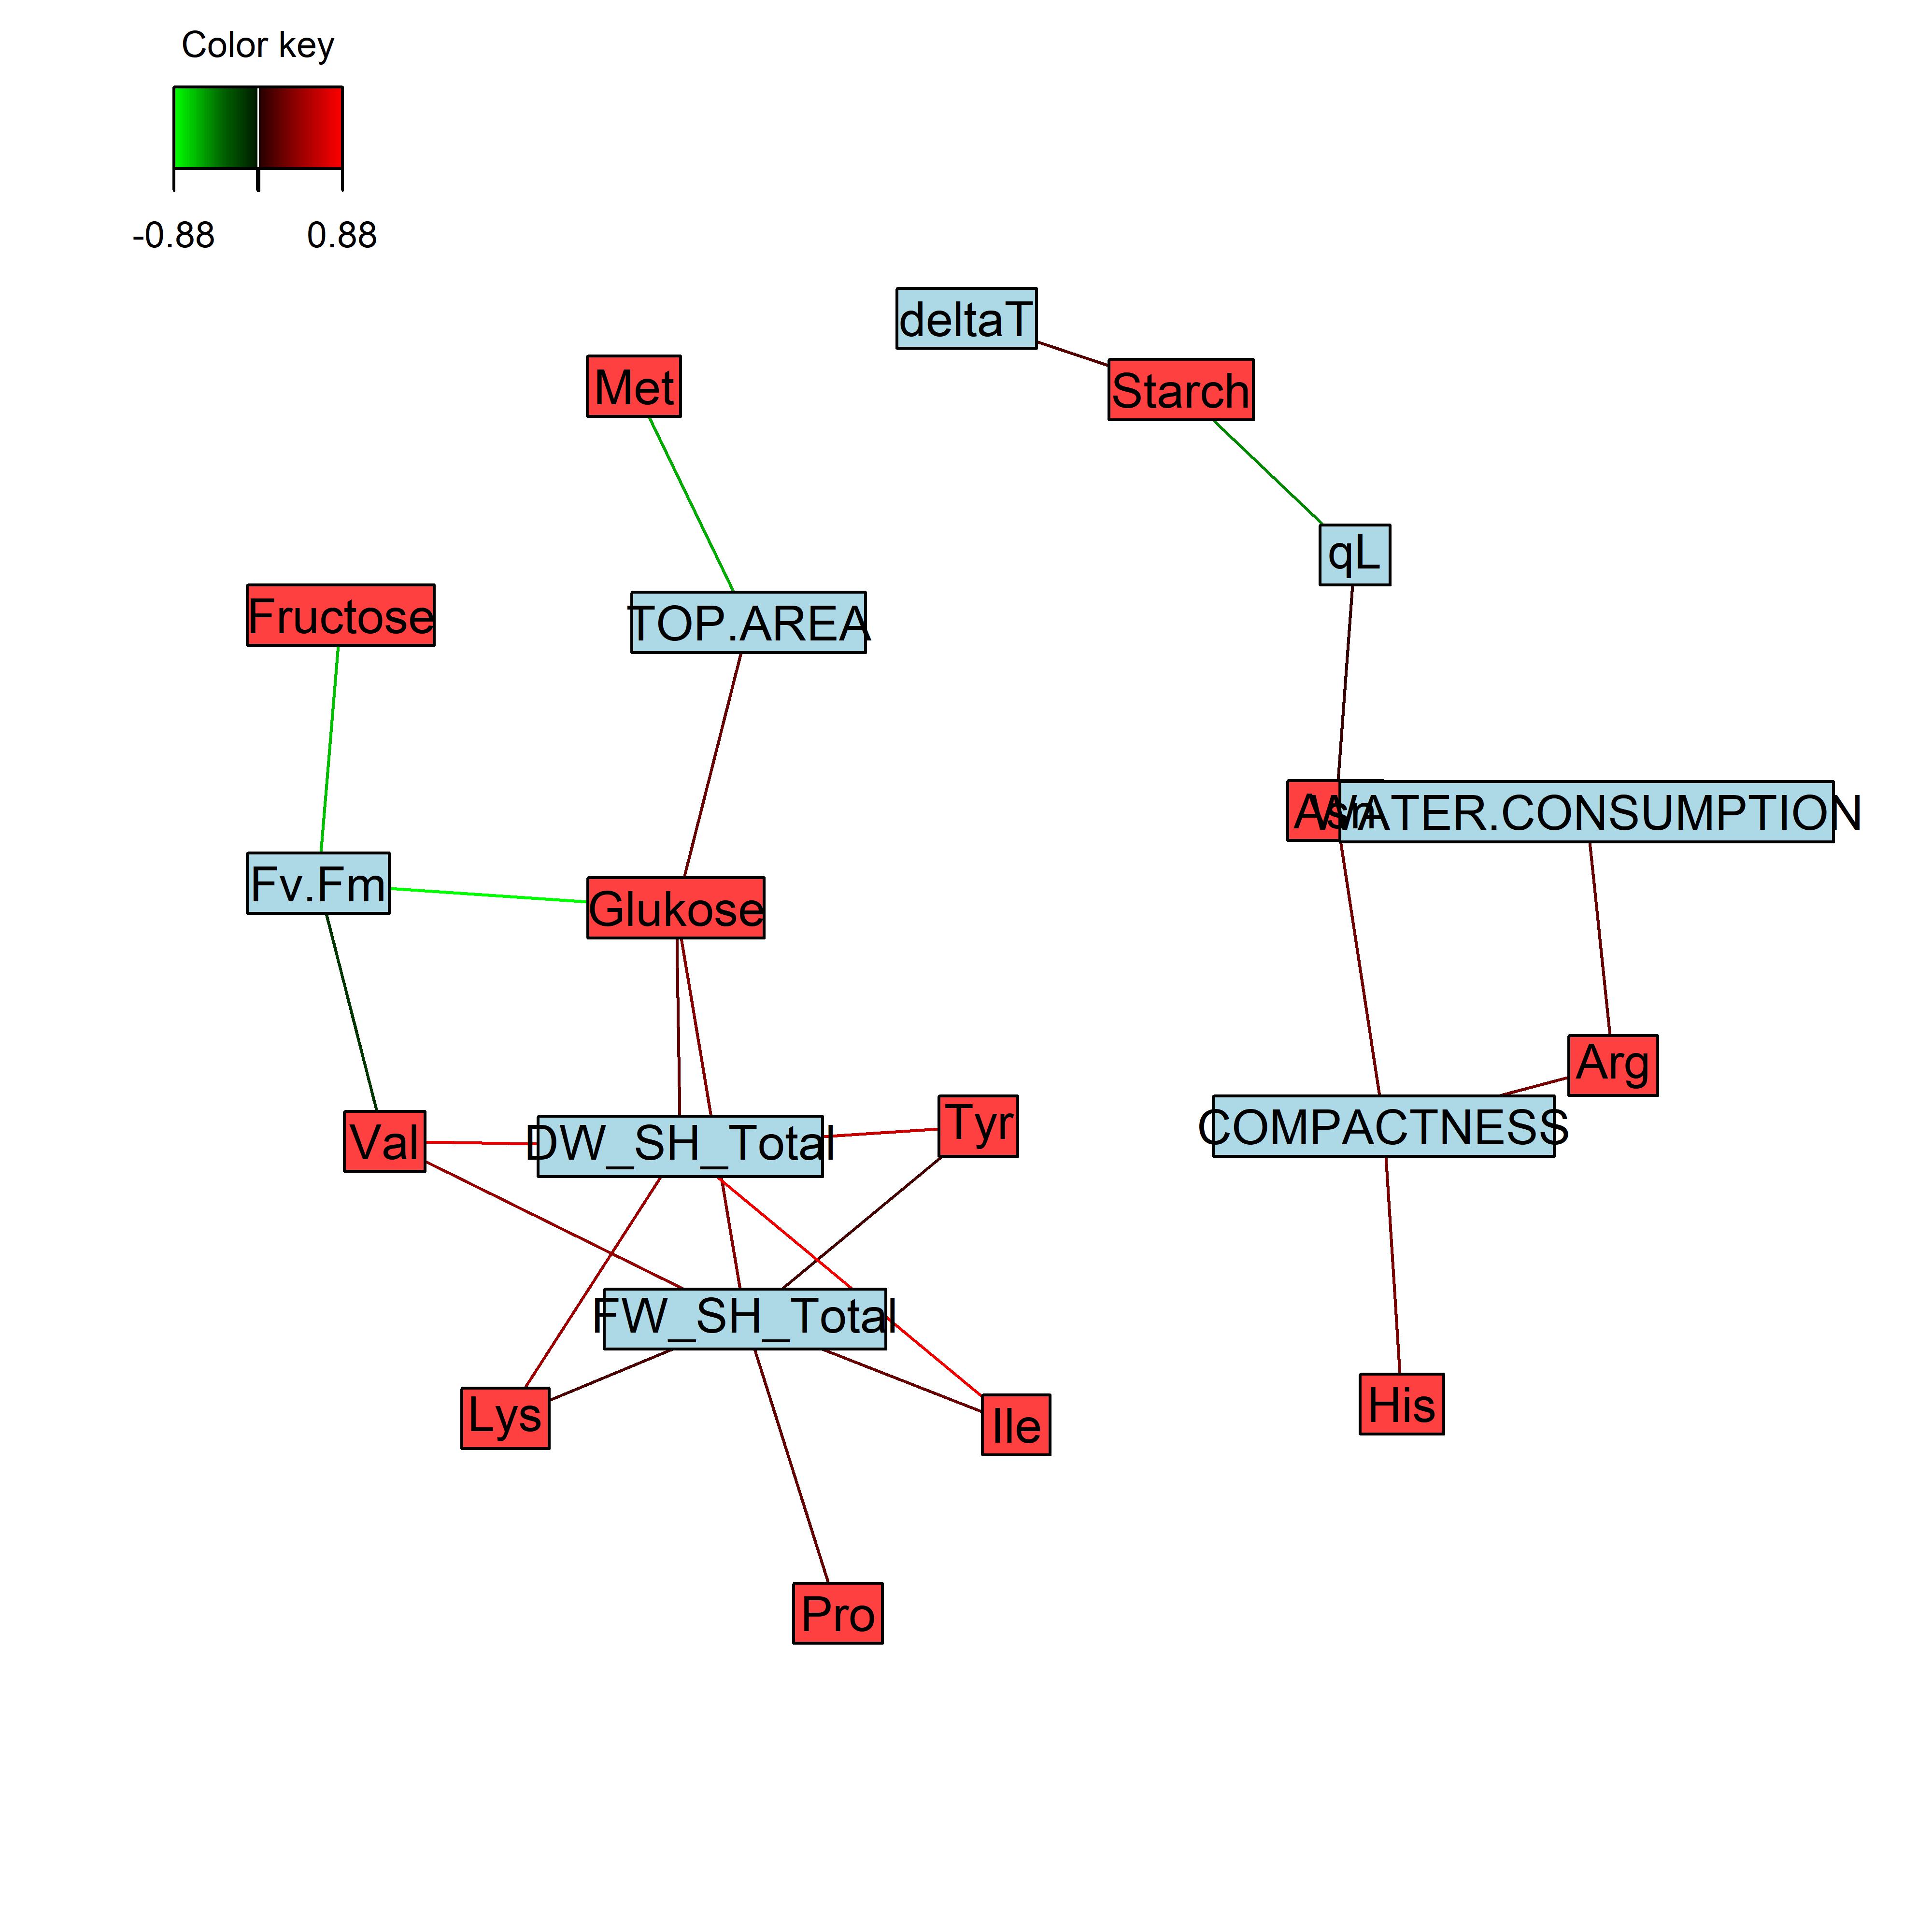 Color key
-0.88 0.88
deltaT
Met
Starch
qL
Fructose
TOP.AREA
Asn
WATER.CONSUMPTION
Fv.Fm
Glukose
Arg
Tyr
COMPACTNESS
Val
DW_SH_Total
FW_SH_Total
Lys
Ile
His
Pro